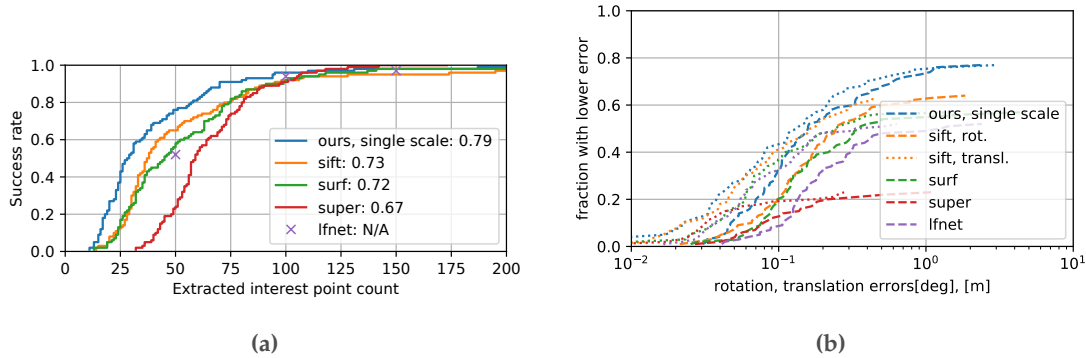 1.0
0.8
0.6
0.4
0.2
0.0
Success rate
0 25 50 75 100 125 150 175 200
Extracted interest point count
ours, single scale: 0.79
sift: 0.73
surf: 0.72
super: 0.67
lfnet: N/A
(a)
1.0
0.8
0.6
0.4
0.2
0.0
fraction with lower error
10⁻² 10⁻¹ 10⁰ 10¹
rotation, translation errors[deg], [m]
ours, single scale
sift, rot.
sift, transl.
surf
super
lfnet
(b)